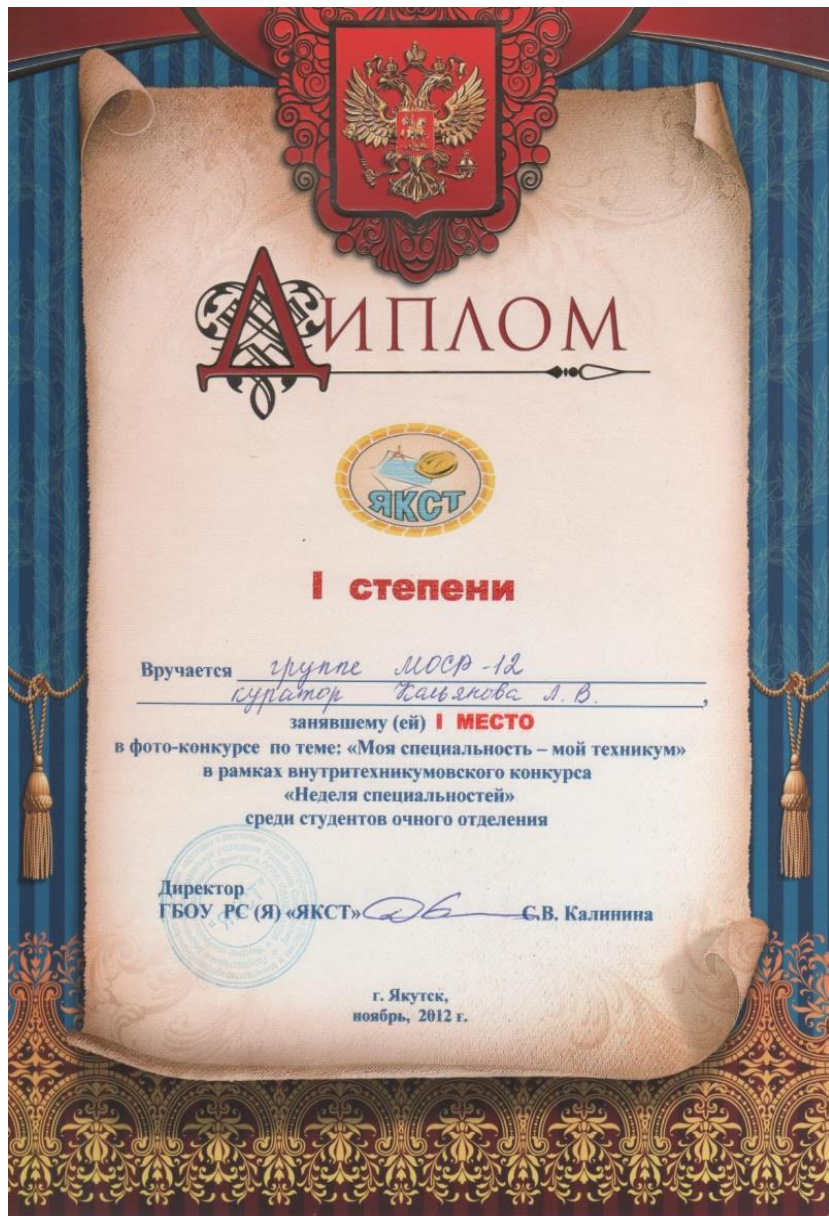 ДИПЛОМ
ЯКСТ
I степени
Вручается группе МОСР-12
куратор Касьянова Л.В.,
занявшему (ей) I МЕСТО
в фото-конкурсе по теме: «Моя специальность – мой техникум»
в рамках внутритехникумовского конкурса
«Неделя специальностей»
среди студентов очного отделения
Директор
ГБОУ РС (Я) «ЯКСТ» С.В. Калинина
г. Якутск,
ноябрь, 2012 г.